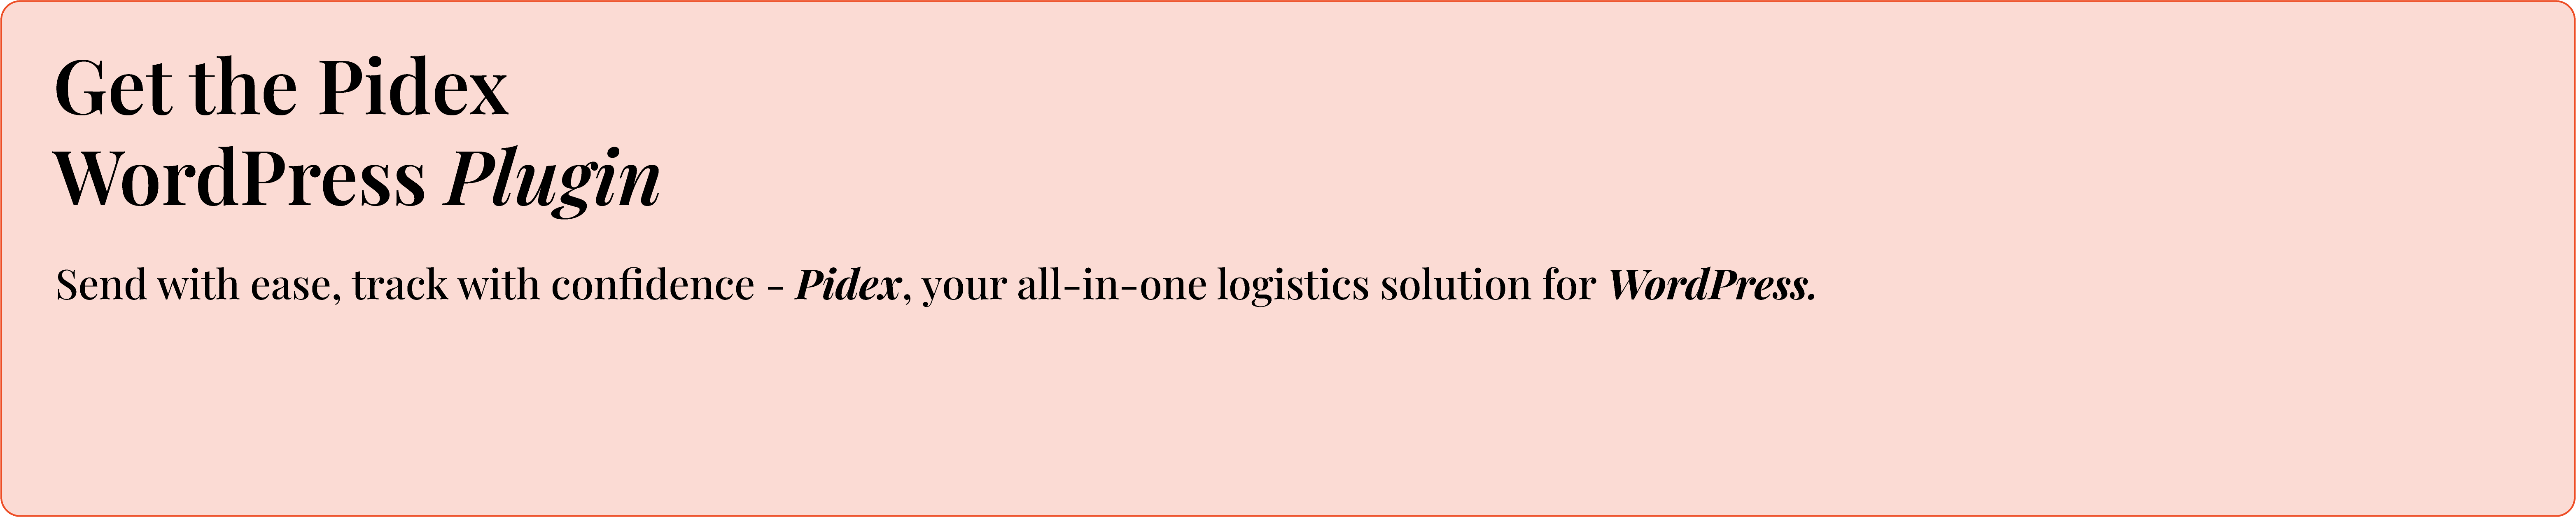 Get the Pidex
WordPress Plugin
Send with ease, track with confidence - Pidex, your all-in-one logistics solution for WordPress.